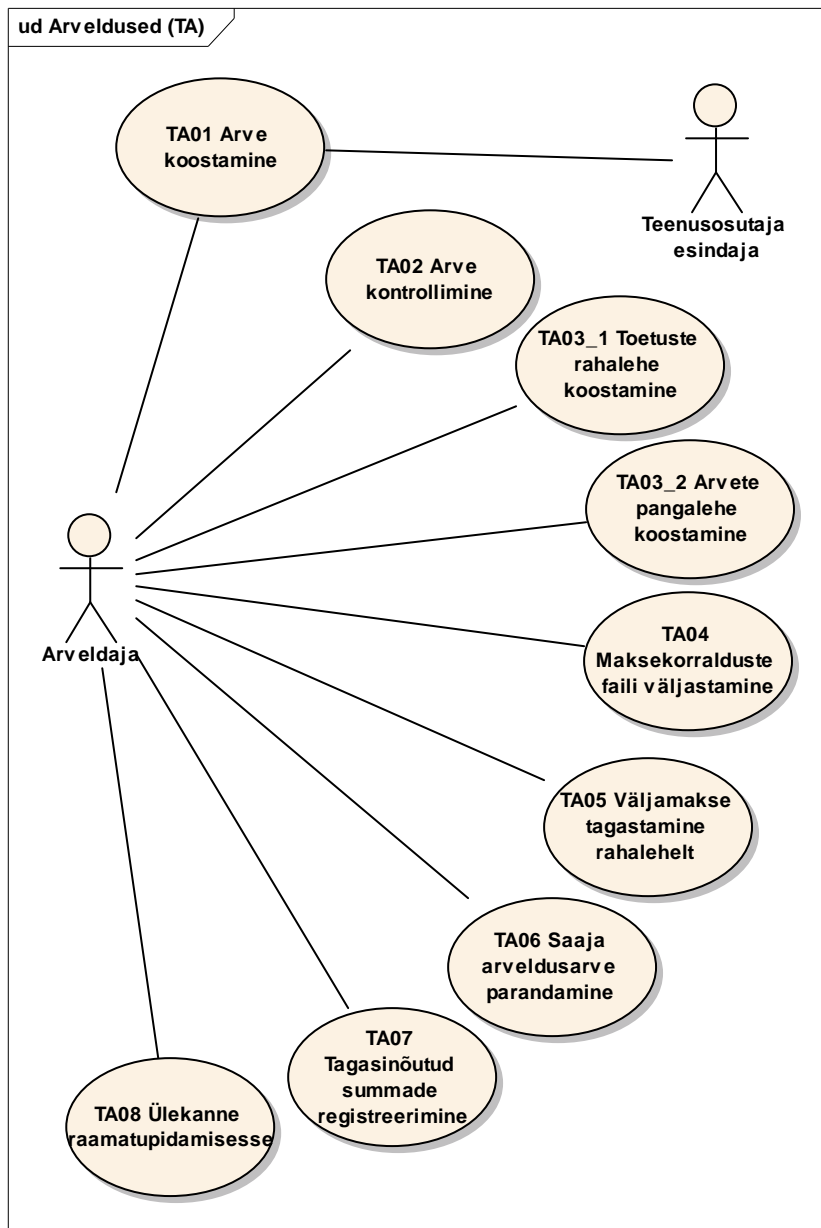 ud Arveldused (TA)
TA01 Arve
koostamine
Teenusosutaja
esindaja
TA02 Arve
kontrollimine
TA03_1 Toetuste
rahalehe
koostamine
TA03_2 Arvete
pangalehe
koostamine
Arveldaja
TA04
Maksekorralduste
faili väljastamine
TA05 Väljamakse
tagastamine
rahalehelt
TA06 Saaja
arveldusarve
parandamine
TA07
Tagasinõutud
summade
registreerimine
TA08 Ülekanne
raamatupidamisesse